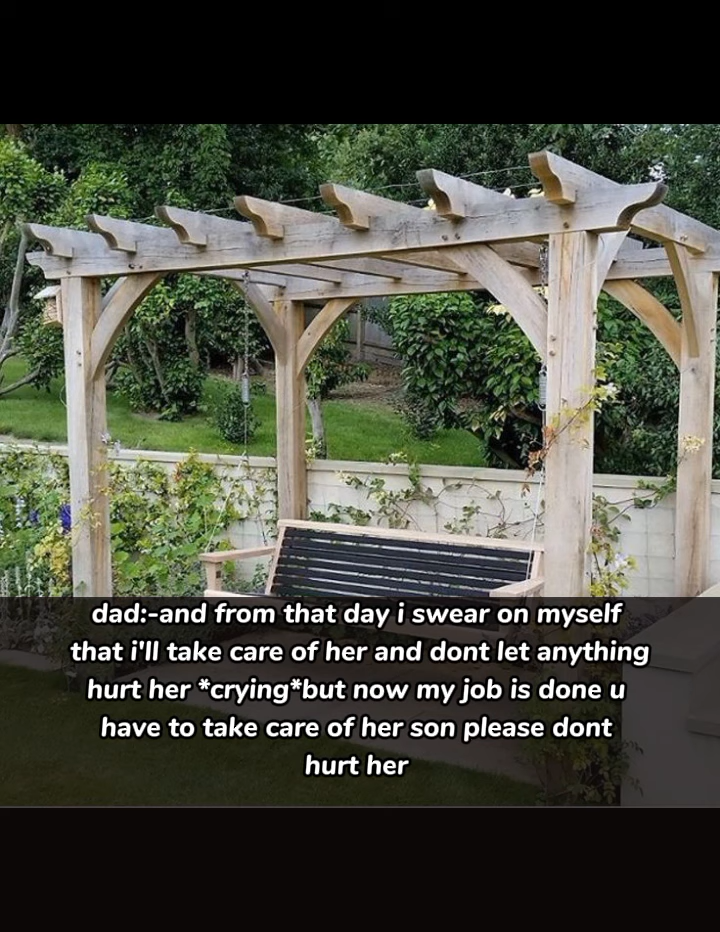 dad:-and from that day i swear on myself
that i'll take care of her and dont let anything
hurt her *crying*but now my job is done u
have to take care of her son please dont
hurt her